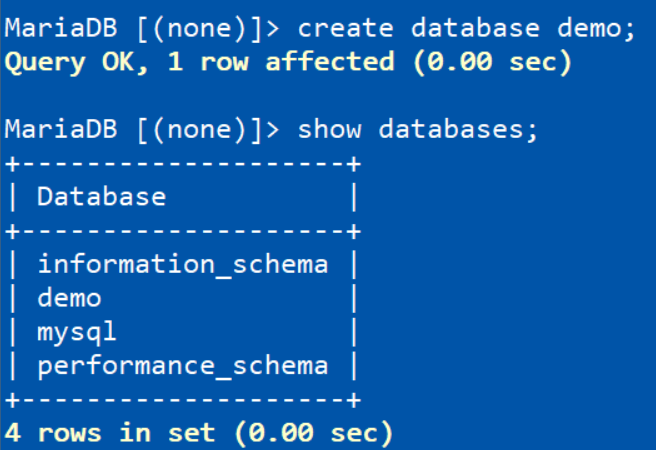 MariaDB [(none)]> create database demo;
Query OK, 1 row affected (0.00 sec)
MariaDB [(none)]> show databases;
+--------------------+
| Database           |
+--------------------+
| information_schema |
| demo               |
| mysql              |
| performance_schema |
+--------------------+
4 rows in set (0.00 sec)